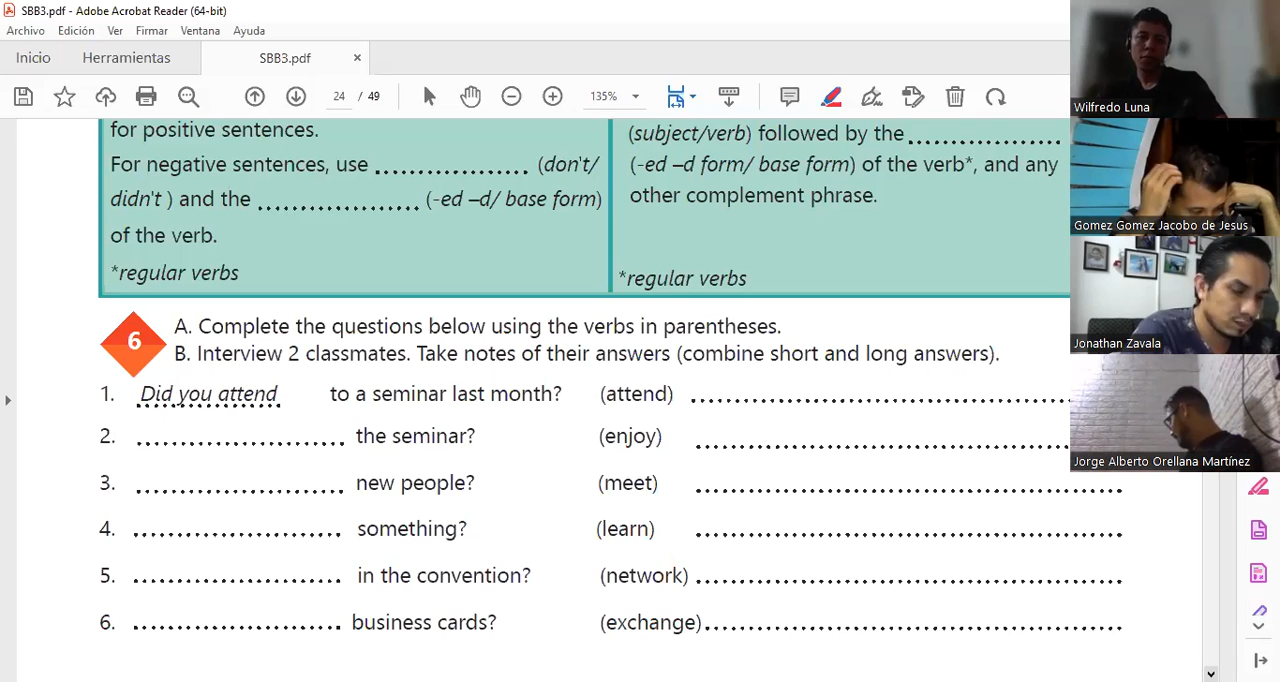 SBB3.pdf - Adobe Acrobat Reader (64-bit)
Archivo Edición Ver Firmar Ventana Ayuda
Inicio Herramientas SBB3.pdf ×
24 / 49 135%
for positive sentences.
For negative sentences, use .................... (don't/
didn't ) and the .................... (-ed –d/ base form)
of the verb.
*regular verbs
(subject/verb) followed by the ....................
(-ed –d form/ base form) of the verb*, and any
other complement phrase.
*regular verbs
6
A. Complete the questions below using the verbs in parentheses.
B. Interview 2 classmates. Take notes of their answers (combine short and long answers).
1. Did you attend to a seminar last month? (attend) ....................
2. .................... the seminar? (enjoy) ....................
3. .................... new people? (meet) ....................
4. .................... something? (learn) ....................
5. .................... in the convention? (network) ....................
6. .................... business cards? (exchange) ....................
Wilfredo Luna
Gomez Gomez Jacobo de Jesus
Jonathan Zavala
Jorge Alberto Orellana Martínez